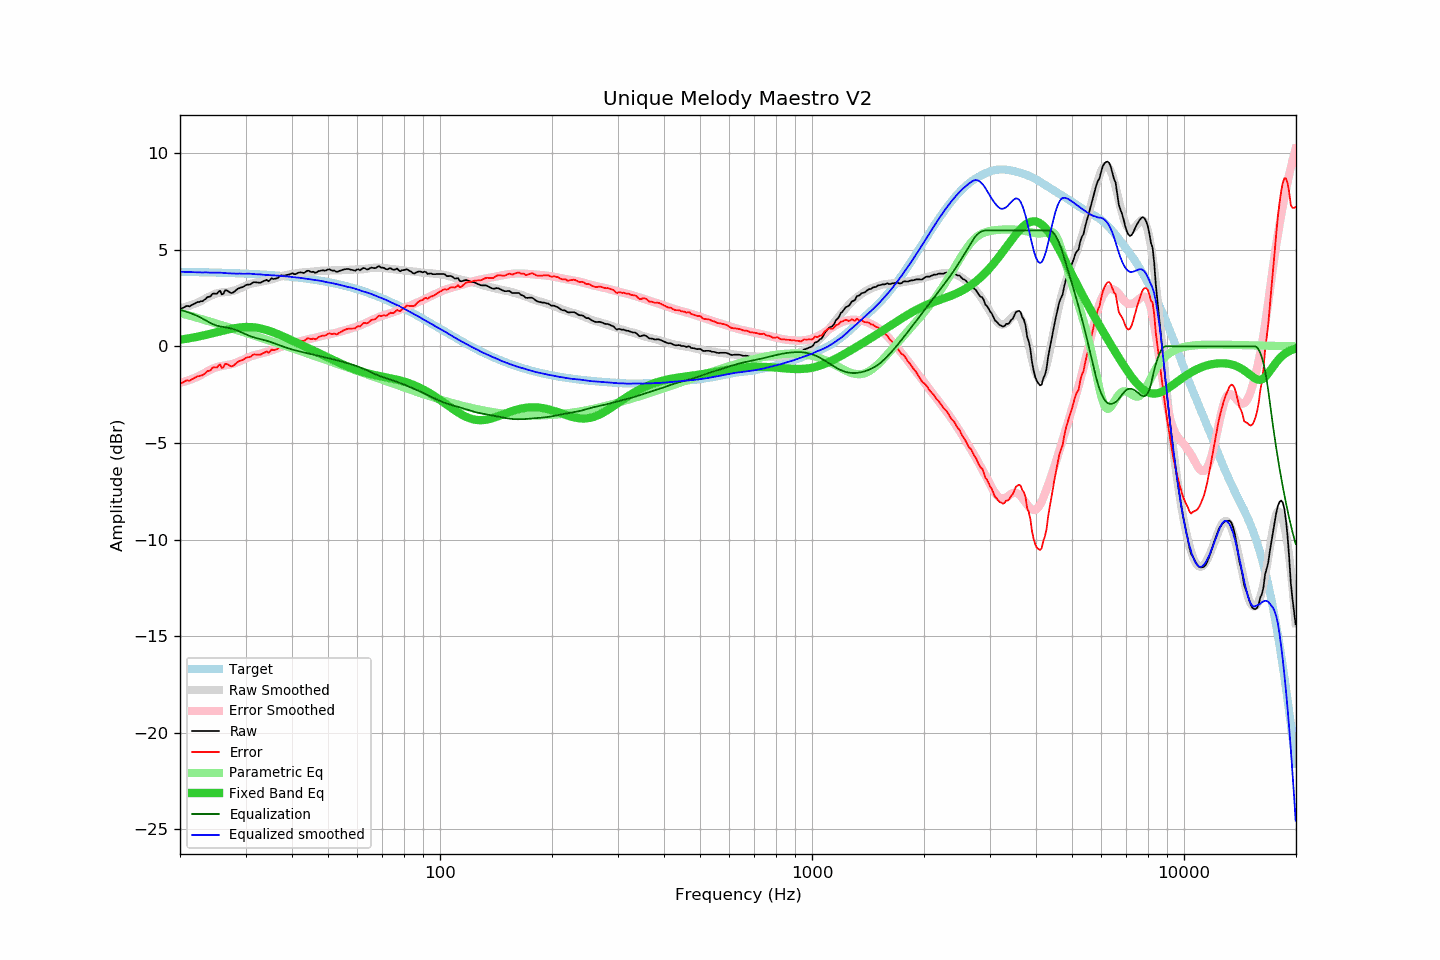 Unique Melody Maestro V2
10
5
0
−5
−10
−15
−20
−25
Amplitude (dBr)
Target
Raw Smoothed
Error Smoothed
Raw
Error
Parametric Eq
Fixed Band Eq
Equalization
Equalized smoothed
100 1000 10000
Frequency (Hz)